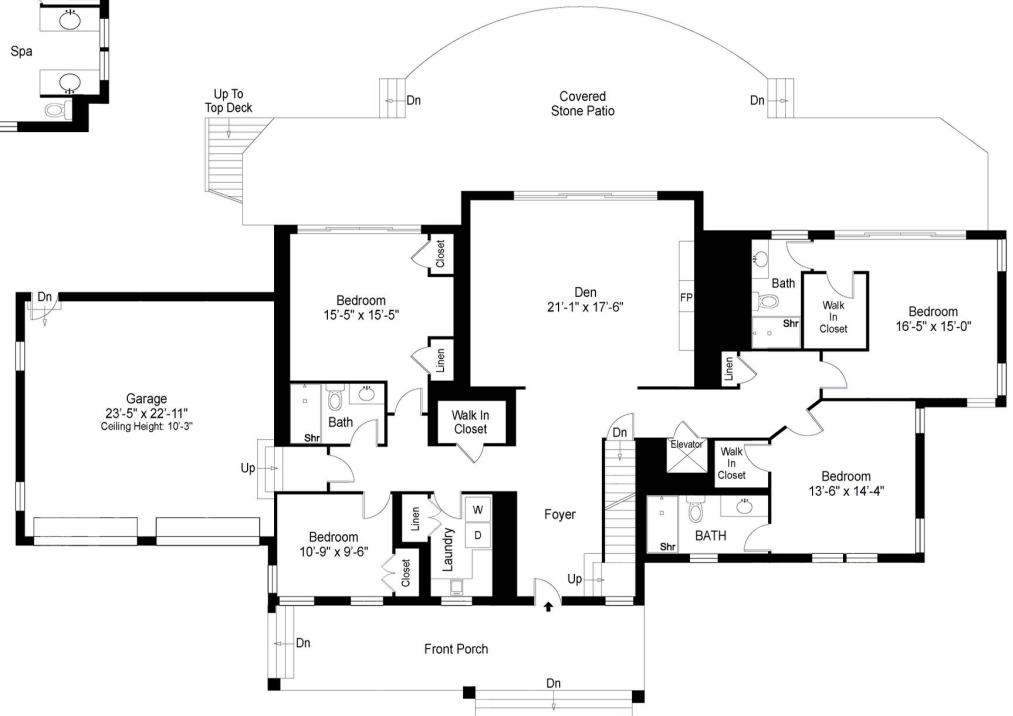 Spa
Up To
Top Deck
Dn
Covered
Stone Patio
Dn
Closet
Bedroom
15'-5" x 15'-5"
Linen
Den
21'-1" x 17'-6"
FP
Bath
Shr
Walk
In
Closet
Bedroom
16'-5" x 15'-0"
Dn
Garage
23'-5" x 22'-11"
Ceiling Height: 10'-3"
Up
Bath
Shr
Walk In
Closet
Linen
Dn
Elevator
Walk
In
Closet
Bedroom
13'-6" x 14'-4"
BATH
Shr
Bedroom
10'-9" x 9'-6"
Linen
Closet
Laundry
W
D
Foyer
Up
Dn
Front Porch
Dn